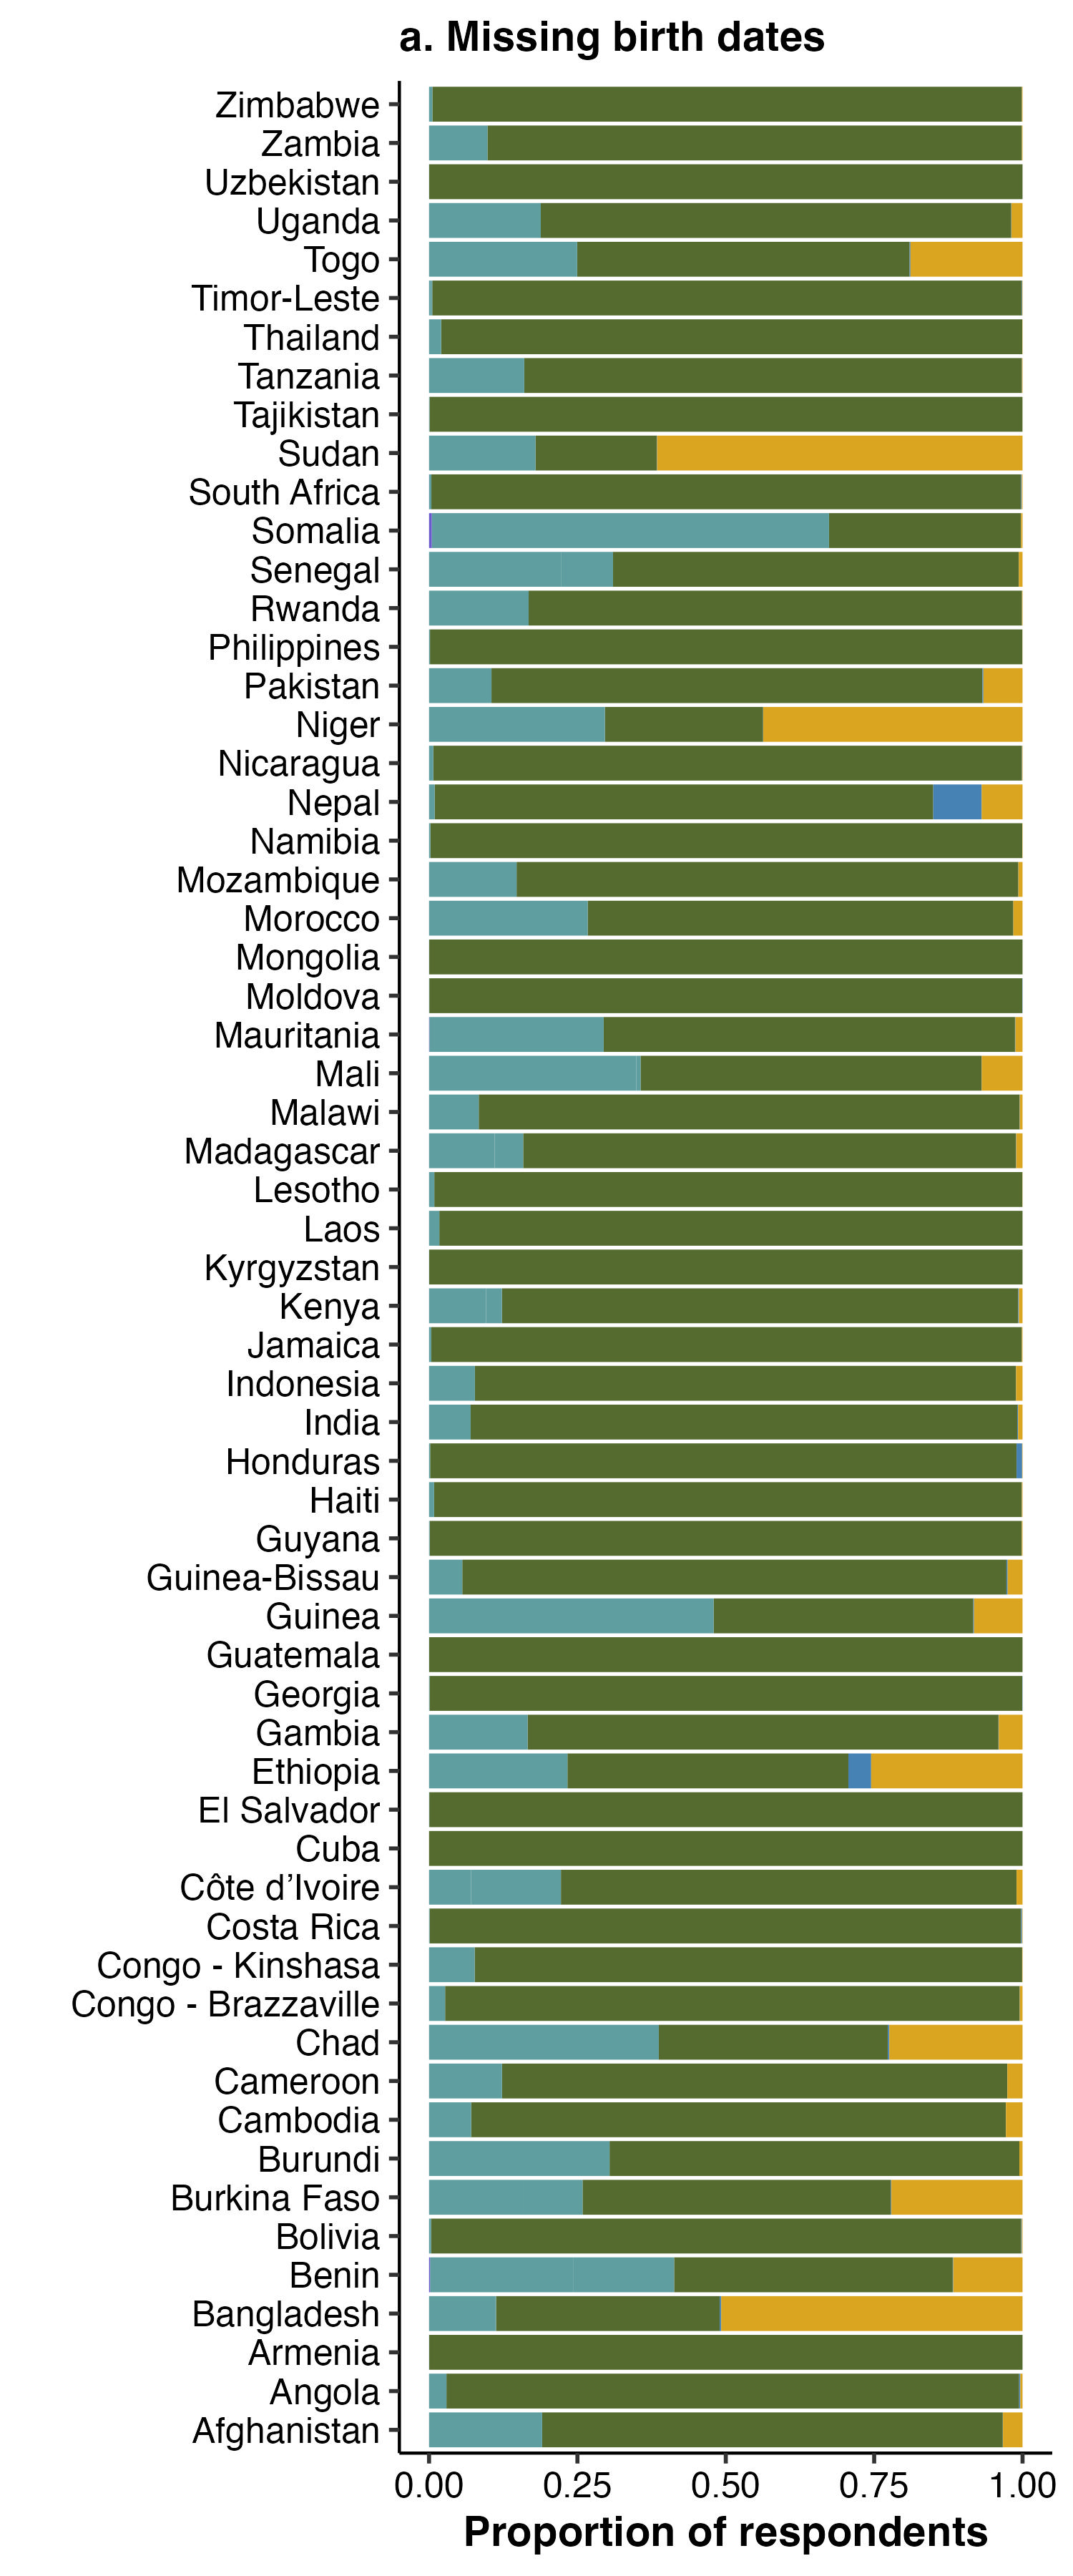 a. Missing birth dates
Zimbabwe
Zambia
Uzbekistan
Uganda
Togo
Timor-Leste
Thailand
Tanzania
Tajikistan
Sudan
South Africa
Somalia
Senegal
Rwanda
Philippines
Pakistan
Niger
Nicaragua
Nepal
Namibia
Mozambique
Morocco
Mongolia
Moldova
Mauritania
Mali
Malawi
Madagascar
Lesotho
Laos
Kyrgyzstan
Kenya
Jamaica
Indonesia
India
Honduras
Haiti
Guyana
Guinea-Bissau
Guinea
Guatemala
Georgia
Gambia
Ethiopia
El Salvador
Cuba
Côte d’Ivoire
Costa Rica
Congo - Kinshasa
Congo - Brazzaville
Chad
Cameroon
Cambodia
Burundi
Burkina Faso
Bolivia
Benin
Bangladesh
Armenia
Angola
Afghanistan
0.00 0.25 0.50 0.75 1.00
Proportion of respondents